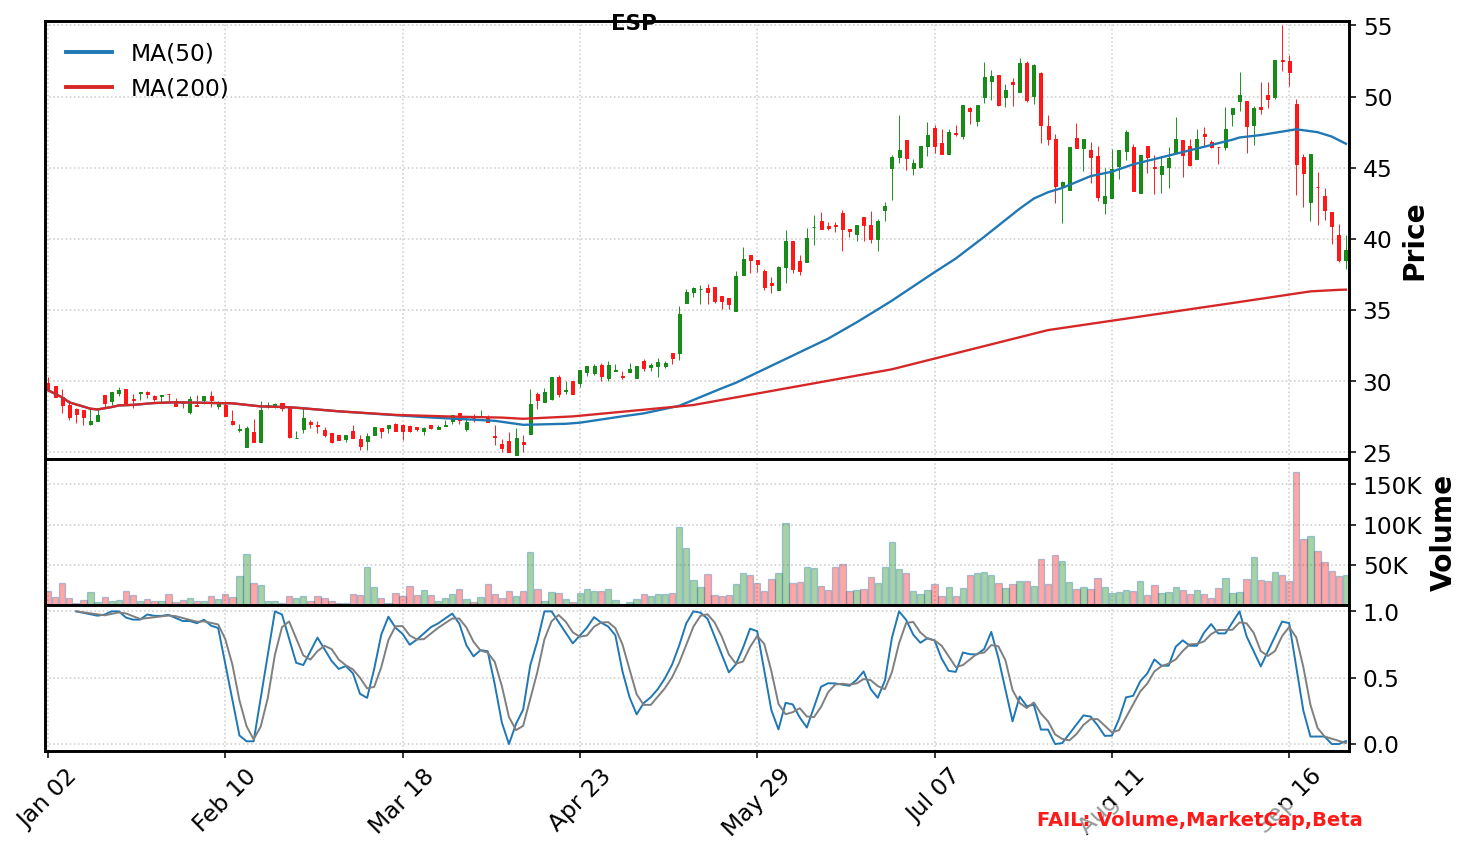 ESP
MA(50)
MA(200)
55
50
45
40
35
30
25
Price
150K
100K
50K
Volume
1.0
0.5
0.0
Jan 02
Feb 10
Mar 18
Apr 23
May 29
Jul 07
Aug 11
Sep 16
FAIL: Volume,MarketCap,Beta